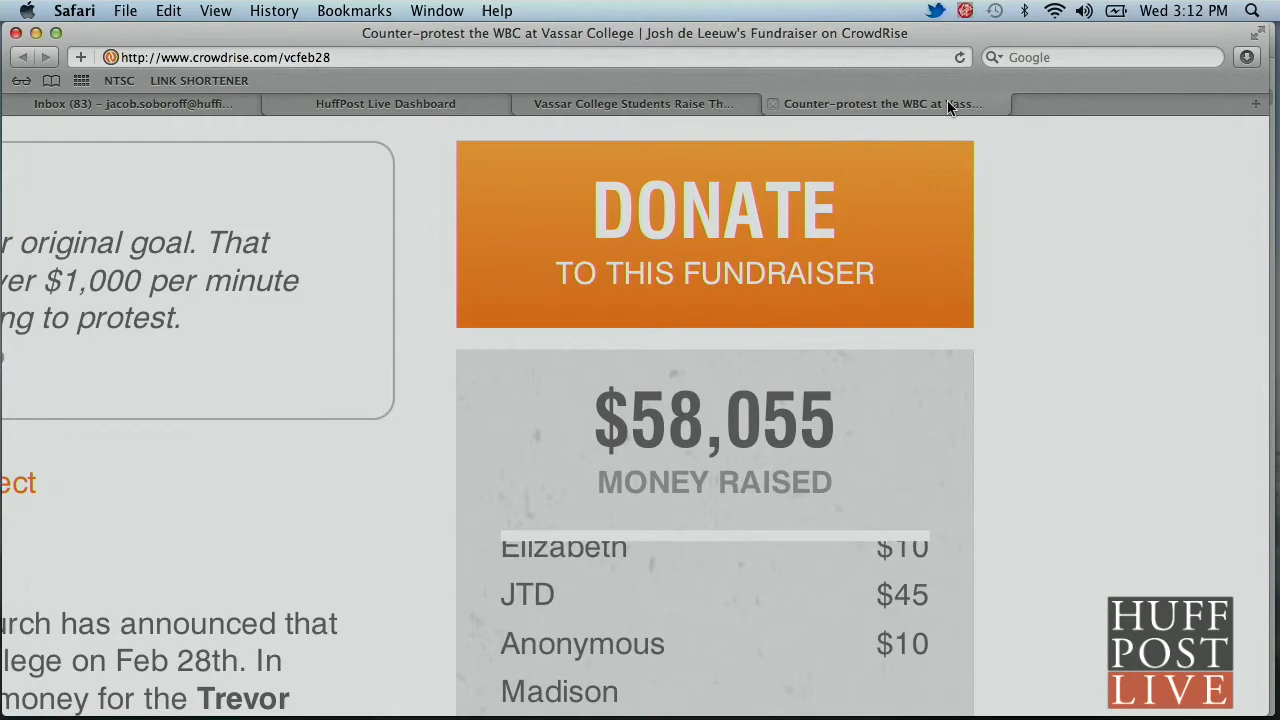 Safari File Edit View History Bookmarks Window Help Wed 3:12 PM
Counter-protest the WBC at Vassar College | Josh de Leeuw's Fundraiser on CrowdRise
http://www.crowdrise.com/vcfeb28
Google
NTSC LINK SHORTENER
Inbox (83) – jacob.soboroff@huffi...
HuffPost Live Dashboard
Vassar College Students Raise Th...
Counter-protest the WBC at Vass...
r original goal. That
ver $1,000 per minute
ng to protest.
ect
urch has announced that
lege on Feb 28th. In
money for the Trevor
DONATE
TO THIS FUNDRAISER
$58,055
MONEY RAISED
Elizabeth $10
JTD $45
Anonymous $10
Madison
HUFF
POST
LIVE